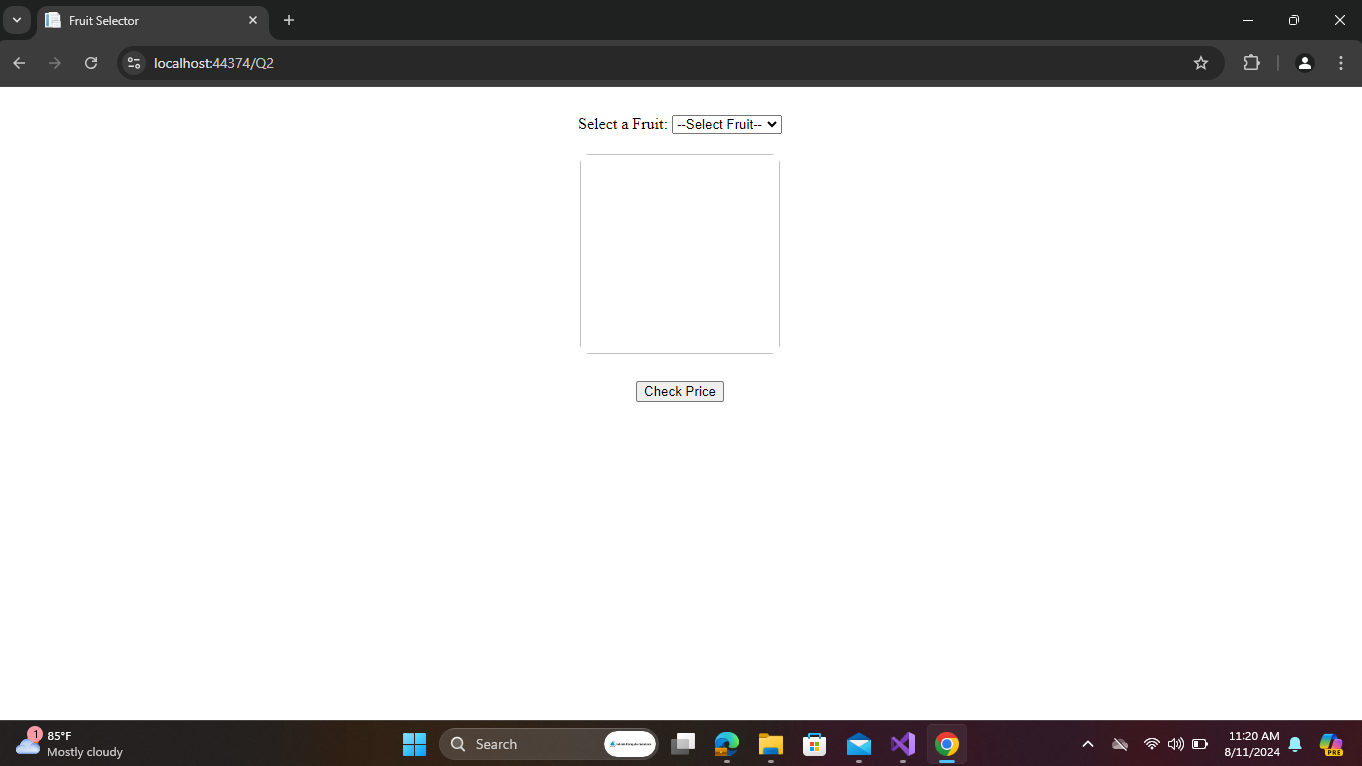 Fruit Selector
localhost:44374/Q2
Select a Fruit: --Select Fruit--
Check Price
1
85°F
Mostly cloudy
Search
11:20 AM
8/11/2024
PRE